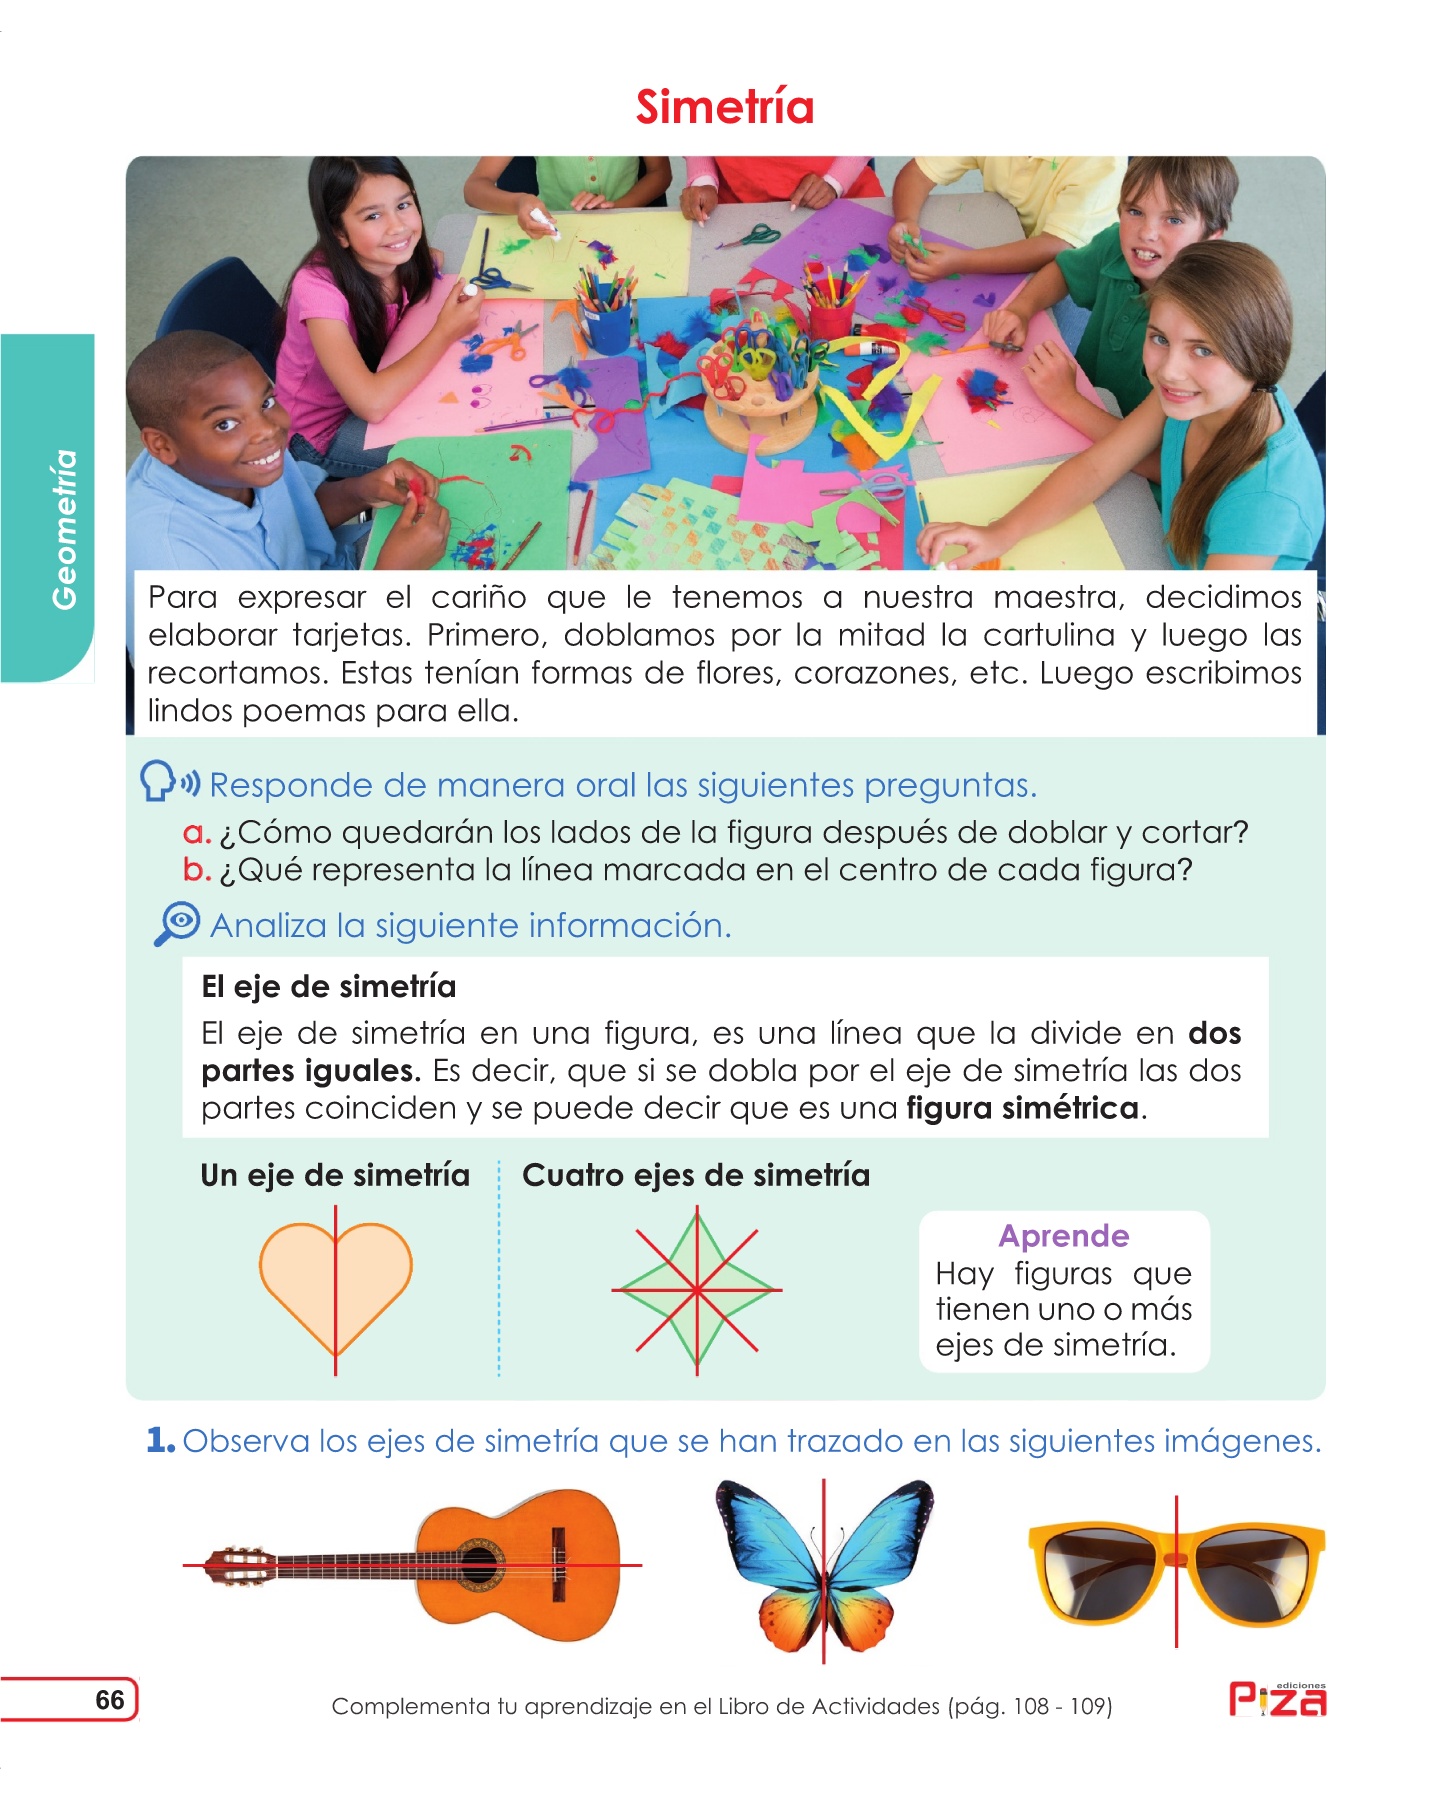 Simetría
Geometría
Para expresar el cariño que le tenemos a nuestra maestra, decidimos
elaborar tarjetas. Primero, doblamos por la mitad la cartulina y luego las
recortamos. Estas tenían formas de flores, corazones, etc. Luego escribimos
lindos poemas para ella.
Responde de manera oral las siguientes preguntas.
a. ¿Cómo quedarán los lados de la figura después de doblar y cortar?
b. ¿Qué representa la línea marcada en el centro de cada figura?
Analiza la siguiente información.
El eje de simetría
El eje de simetría en una figura, es una línea que la divide en dos
partes iguales. Es decir, que si se dobla por el eje de simetría las dos
partes coinciden y se puede decir que es una figura simétrica.
Un eje de simetría
Cuatro ejes de simetría
Aprende
Hay figuras que
tienen uno o más
ejes de simetría.
1. Observa los ejes de simetría que se han trazado en las siguientes imágenes.
66
Complementa tu aprendizaje en el Libro de Actividades (pág. 108 - 109)
ediciones
Piza